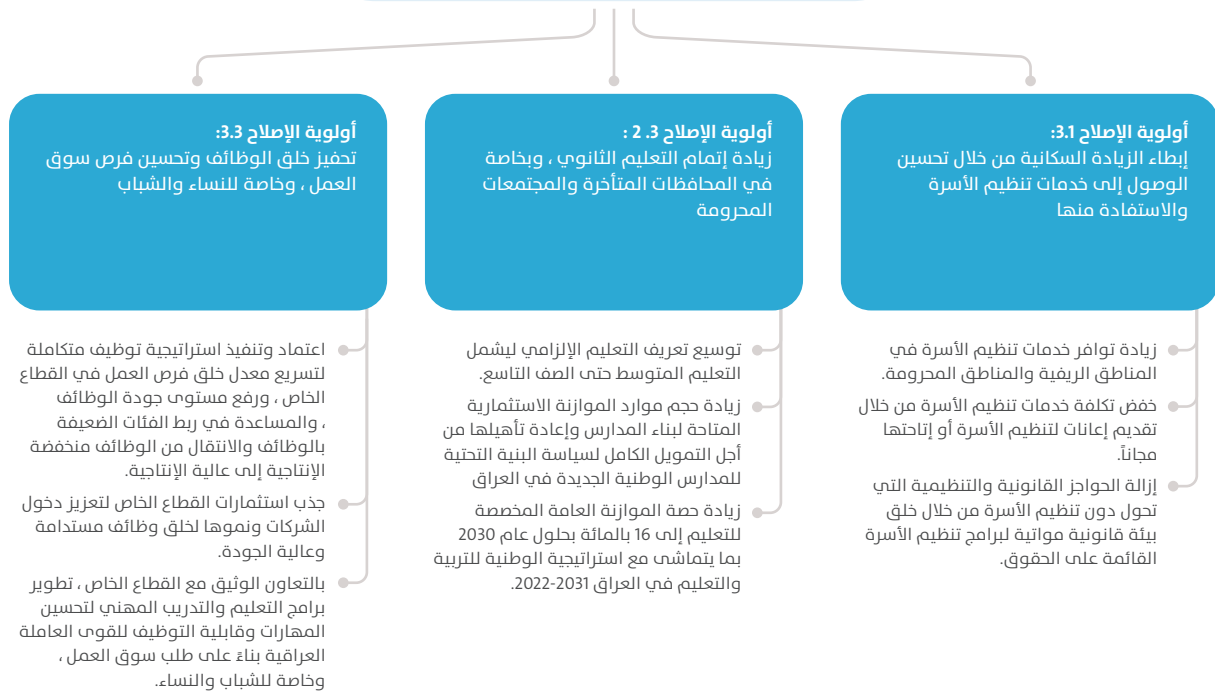 أولوية الإصلاح 3.1:
إبطاء الزيادة السكانية من خلال تحسين
الوصول إلى خدمات تنظيم الأسرة
والاستفادة منها
زيادة توافر خدمات تنظيم الأسرة في
المناطق الريفية والمناطق المحرومة.
خفض تكلفة خدمات تنظيم الأسرة من خلال
تقديم إعانات لتنظيم الأسرة أو إتاحتها
مجاناً.
إزالة الحواجز القانونية والتنظيمية التي
تحول دون تنظيم الأسرة من خلال خلق
بيئة قانونية مواتية لبرامج تنظيم الأسرة
القائمة على الحقوق.
أولوية الإصلاح 3. 2 :
زيادة إتمام التعليم الثانوي ، وبخاصة
في المحافظات المتأخرة والمجتمعات
المحرومة
توسيع تعريف التعليم الإلزامي ليشمل
التعليم المتوسط حتى الصف التاسع.
زيادة حجم موارد الموازنة الاستثمارية
المتاحة لبناء المدارس وإعادة تأهيلها من
أجل التمويل الكامل لسياسة البنية التحتية
للمدارس الوطنية الجديدة في العراق
زيادة حصة الموازنة العامة المخصصة
للتعليم إلى 16 بالمائة بحلول عام 2030
بما يتماشى مع استراتيجية الوطنية للتربية
والتعليم في العراق 2031-2022.
أولوية الإصلاح 3.3:
تحفيز خلق الوظائف وتحسين فرص سوق
العمل ، وخاصة للنساء والشباب
اعتماد وتنفيذ استراتيجية توظيف متكاملة
لتسريع معدل خلق فرص العمل في القطاع
الخاص ، ورفع مستوى جودة الوظائف
، والمساعدة في ربط الفئات الضعيفة
بالوظائف والانتقال من الوظائف منخفضة
الإنتاجية إلى عالية الإنتاجية.
جذب استثمارات القطاع الخاص لتعزيز دخول
الشركات ونموها لخلق وظائف مستدامة
وعالية الجودة.
بالتعاون الوثيق مع القطاع الخاص ، تطوير
برامج التعليم والتدريب المهني لتحسين
المهارات وقابلية التوظيف للقوى العاملة
العراقية بناءً على طلب سوق العمل ،
وخاصة للشباب والنساء.